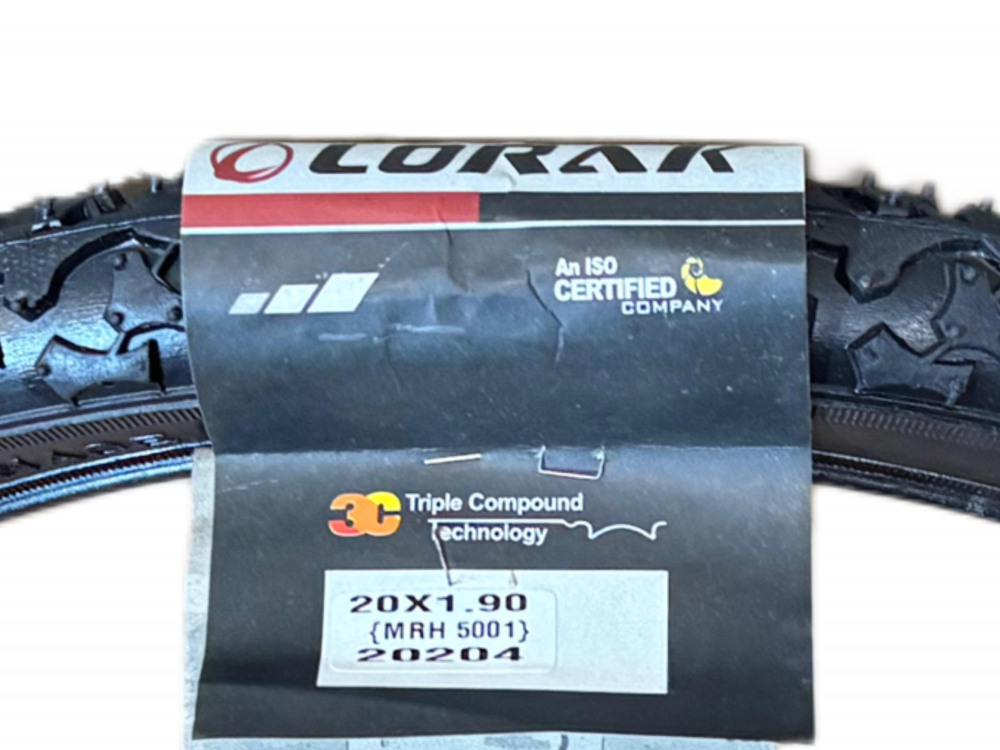 CORAK
An ISO
CERTIFIED
COMPANY
3C Triple Compound
Technology
20X1.90
{MRH 5001}
20204